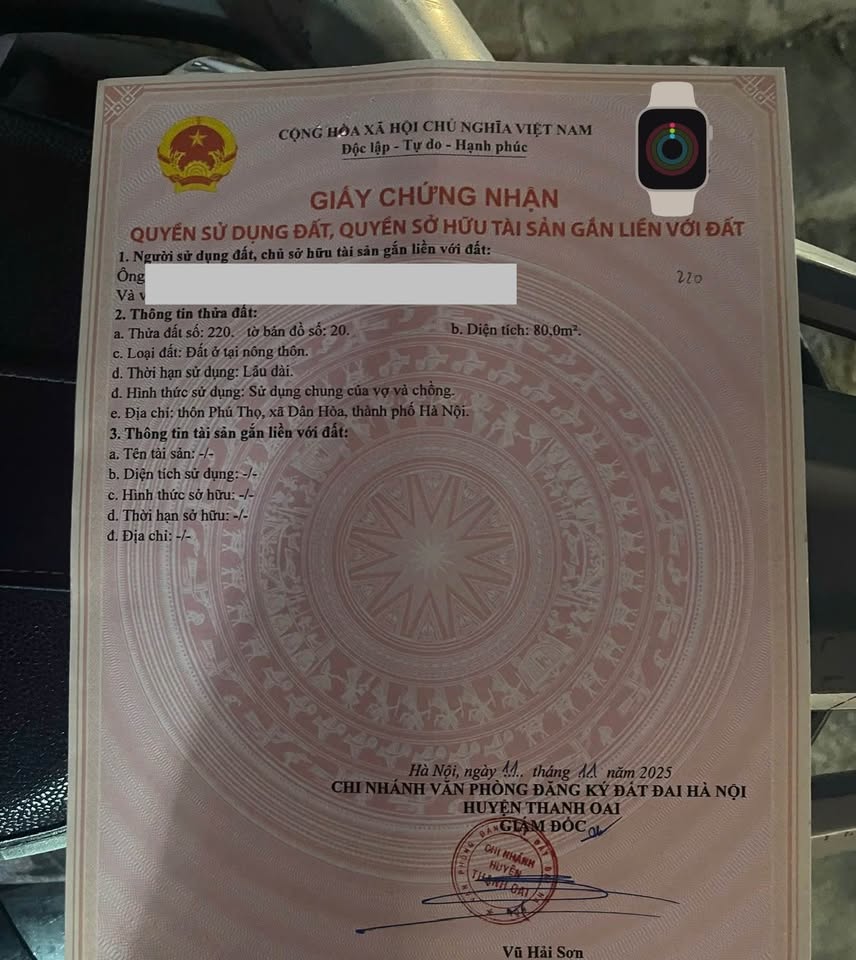 CỘNG HÒA XÃ HỘI CHỦ NGHĨA VIỆT NAM
Độc lập - Tự do - Hạnh phúc
GIẤY CHỨNG NHẬN
QUYỀN SỬ DỤNG ĐẤT, QUYỀN SỞ HỮU TÀI SẢN GẮN LIỀN VỚI ĐẤT
1. Người sử dụng đất, chủ sở hữu tài sản gắn liền với đất:
Ông
220
Và v
2. Thông tin thửa đất:
a. Thửa đất số: 220. tờ bản đồ số: 20. b. Diện tích: 80,0m².
c. Loại đất: Đất ở tại nông thôn.
d. Thời hạn sử dụng: Lâu dài.
đ. Hình thức sử dụng: Sử dụng chung của vợ và chồng.
e. Địa chỉ: thôn Phú Thọ, xã Dân Hòa, thành phố Hà Nội.
3. Thông tin tài sản gắn liền với đất:
a. Tên tài sản: -/-
b. Diện tích sử dụng: -/-
c. Hình thức sở hữu: -/-
d. Thời hạn sở hữu: -/-
đ. Địa chỉ: -/-
Hà Nội, ngày 11.. tháng 11 năm 2025
CHI NHÁNH VĂN PHÒNG ĐĂNG KÝ ĐẤT ĐAI HÀ NỘI
HUYỆN THANH OAI
GIÁM ĐỐC
CHI NHÁNH
HUYỆN
THANH OAI
Vũ Hải Sơn